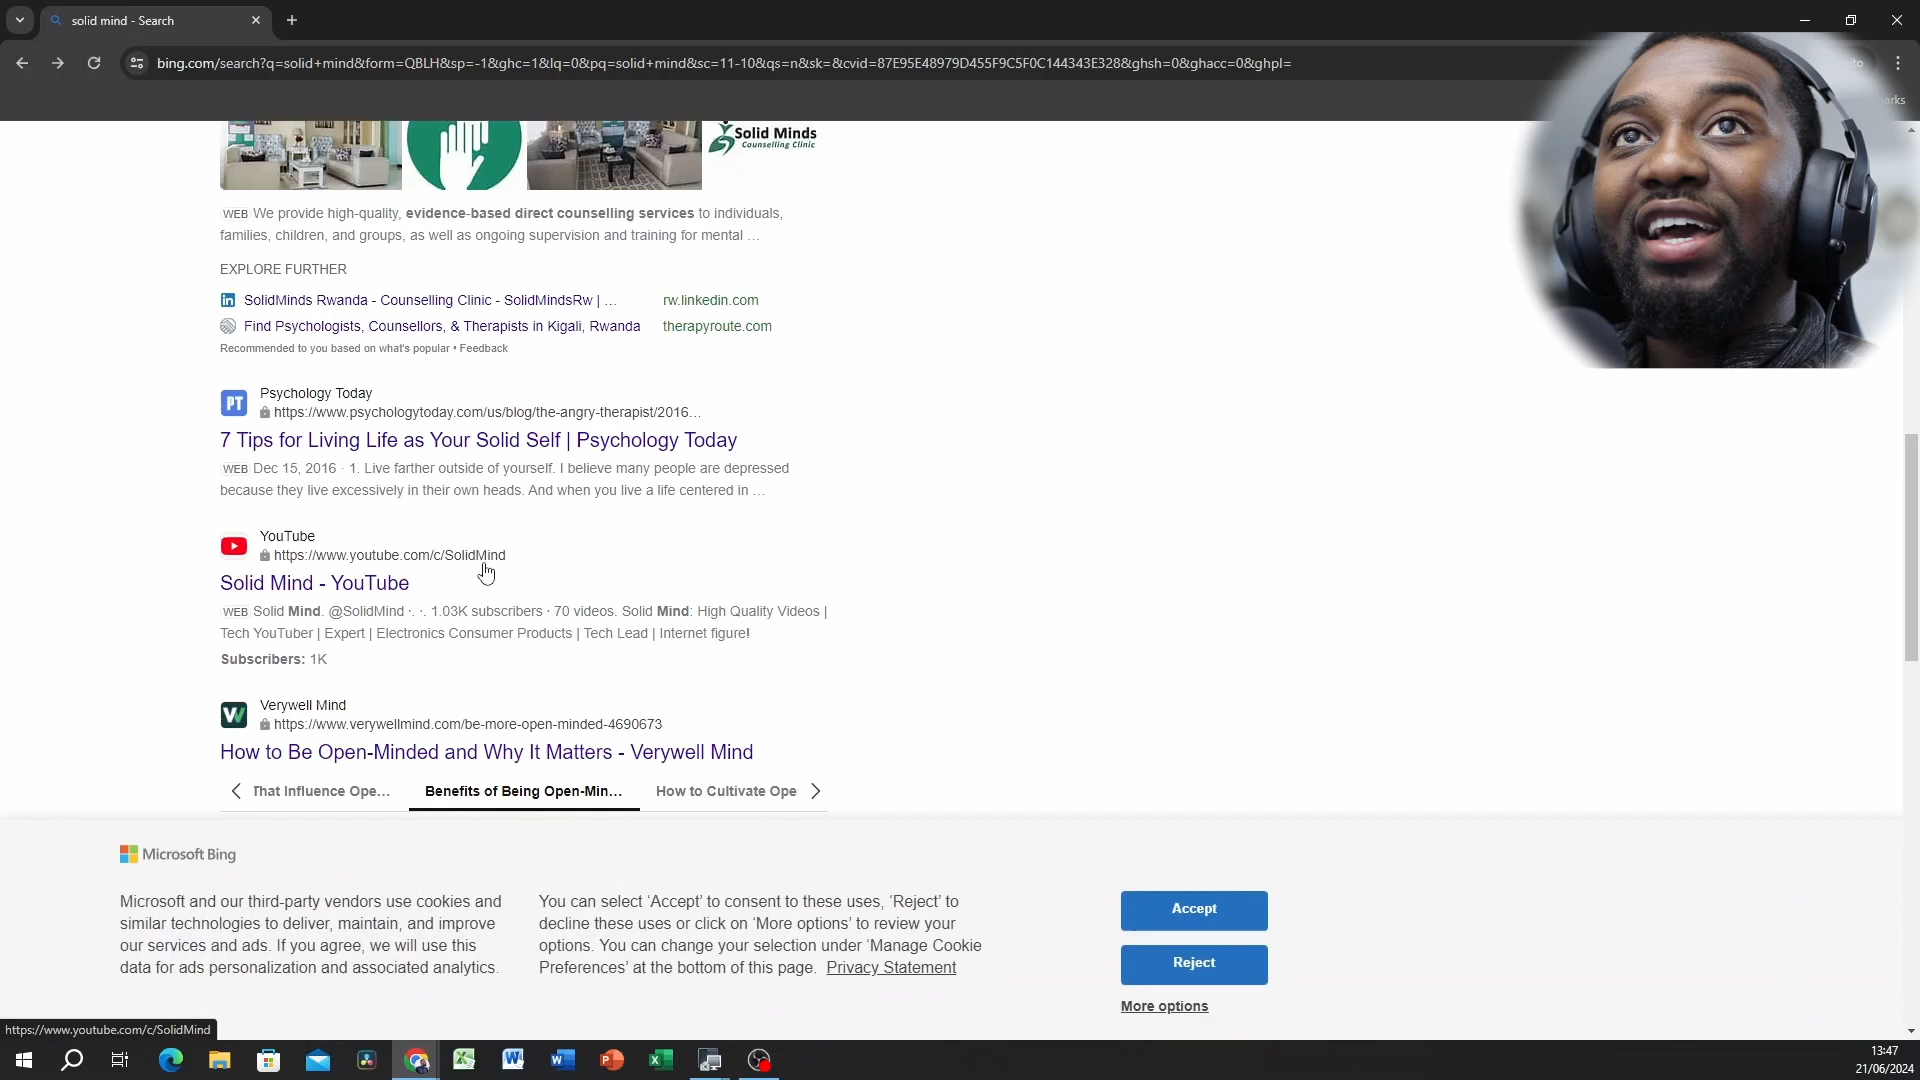 solid mind - Search
bing.com/search?q=solid+mind&form=QBLH&sp=-1&ghc=1&lq=0&pq=solid+mind&sc=11-10&qs=n&sk=&cvid=87E95E48979D455F9C5F0C144343E328&ghsh=0&ghacc=0&ghpl=
Solid Minds
Counselling Clinic
WEB We provide high-quality, evidence-based direct counselling services to individuals,
families, children, and groups, as well as ongoing supervision and training for mental ...
EXPLORE FURTHER
SolidMinds Rwanda - Counselling Clinic - SolidMindsRw | ... rw.linkedin.com
Find Psychologists, Counsellors, & Therapists in Kigali, Rwanda therapyroute.com
Recommended to you based on what's popular • Feedback
PT
Psychology Today
https://www.psychologytoday.com/us/blog/the-angry-therapist/2016...
7 Tips for Living Life as Your Solid Self | Psychology Today
WEB Dec 15, 2016 · 1. Live farther outside of yourself. I believe many people are depressed
because they live excessively in their own heads. And when you live a life centered in ...
YouTube
https://www.youtube.com/c/SolidMind
Solid Mind - YouTube
WEB Solid Mind. @SolidMind ·. ·. 1.03K subscribers · 70 videos. Solid Mind: High Quality Videos |
Tech YouTuber | Expert | Electronics Consumer Products | Tech Lead | Internet figure!
Subscribers: 1K
Verywell Mind
https://www.verywellmind.com/be-more-open-minded-4690673
How to Be Open-Minded and Why It Matters - Verywell Mind
That Influence Ope... Benefits of Being Open-Min... How to Cultivate Ope
Microsoft Bing
Microsoft and our third-party vendors use cookies and
similar technologies to deliver, maintain, and improve
our services and ads. If you agree, we will use this
data for ads personalization and associated analytics.
You can select 'Accept' to consent to these uses, 'Reject' to
decline these uses or click on 'More options' to review your
options. You can change your selection under 'Manage Cookie
Preferences' at the bottom of this page. Privacy Statement
Accept
Reject
More options
https://www.youtube.com/c/SolidMind
13:47
21/06/2024